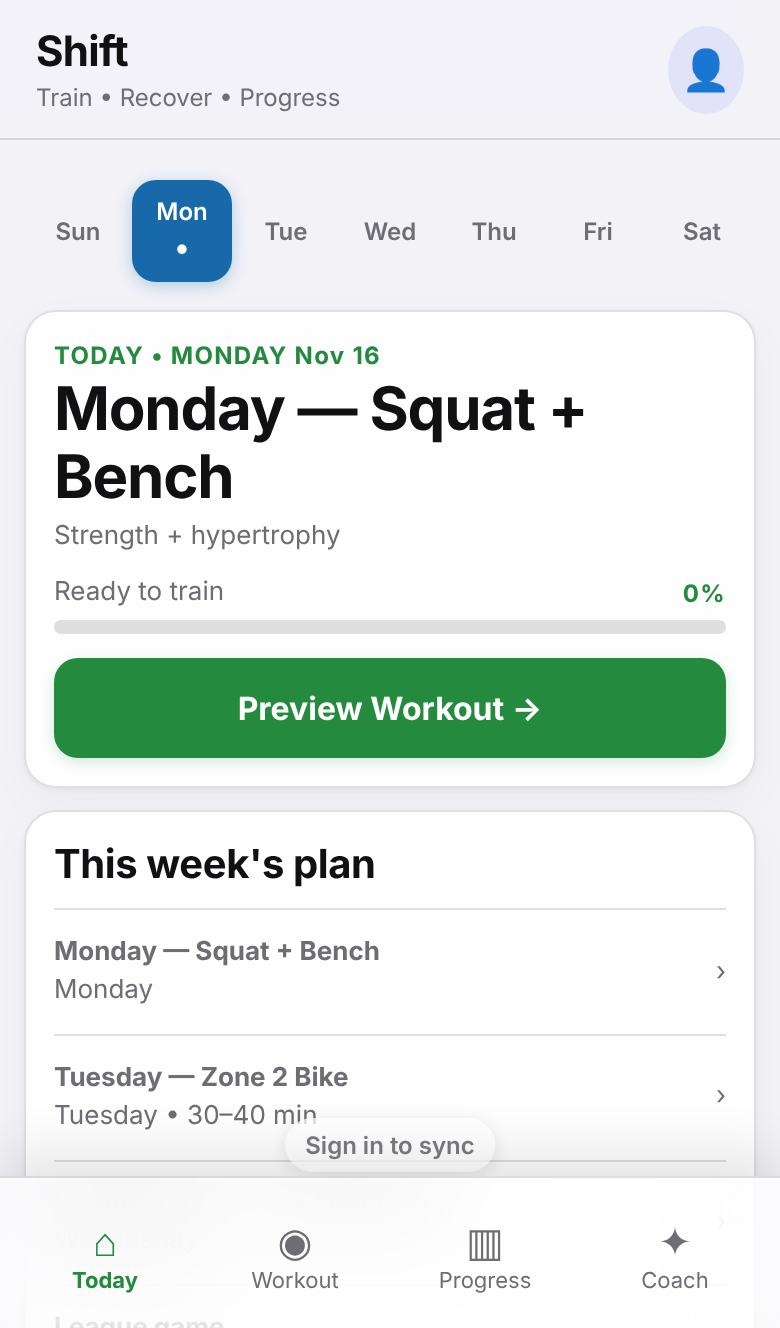 Shift
Train • Recover • Progress
Sun
Mon
Tue
Wed
Thu
Fri
Sat
TODAY • MONDAY Nov 16
Monday — Squat +
Bench
Strength + hypertrophy
Ready to train
0%
Preview Workout →
This week's plan
Monday — Squat + Bench
Monday
›
Tuesday — Zone 2 Bike
Tuesday • 30–40 min
›
Sign in to sync
Today
Workout
Progress
Coach
League game